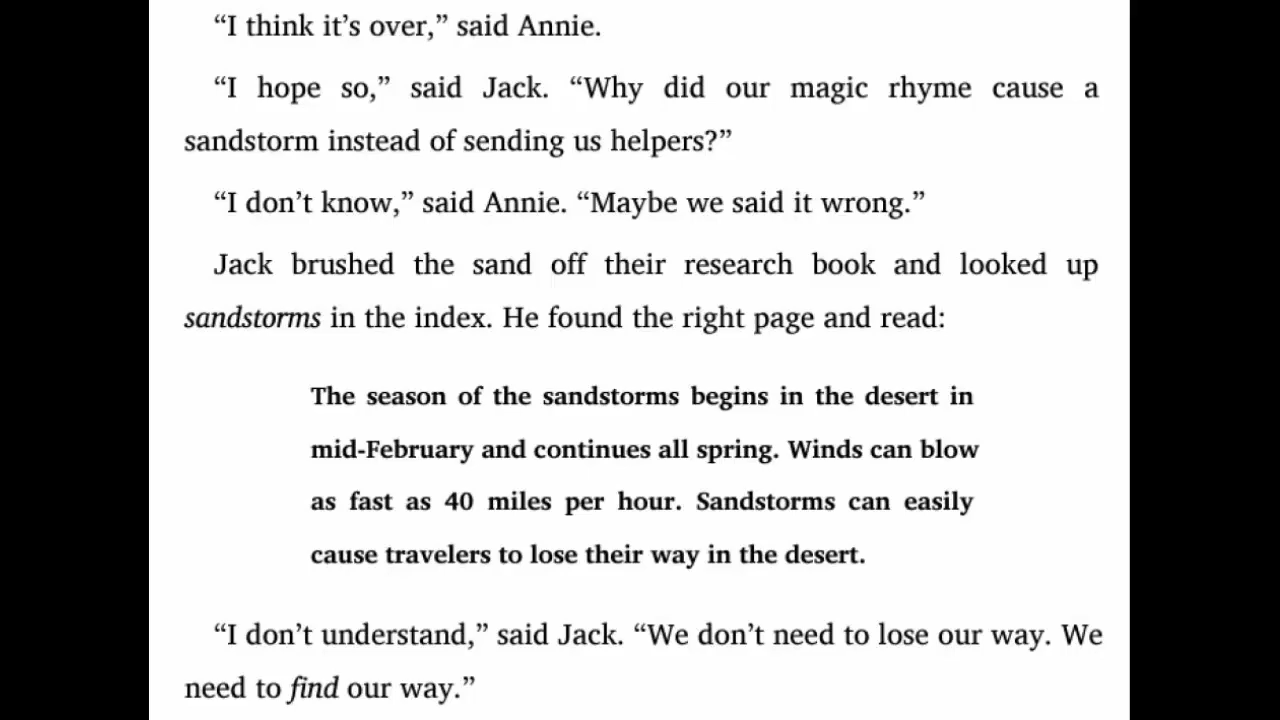 “I think it’s over,” said Annie.
“I hope so,” said Jack. “Why did our magic rhyme cause a
sandstorm instead of sending us helpers?”
“I don’t know,” said Annie. “Maybe we said it wrong.”
Jack brushed the sand off their research book and looked up
sandstorms in the index. He found the right page and read:
The season of the sandstorms begins in the desert in
mid-February and continues all spring. Winds can blow
as fast as 40 miles per hour. Sandstorms can easily
cause travelers to lose their way in the desert.
“I don’t understand,” said Jack. “We don’t need to lose our way. We
need to find our way.”